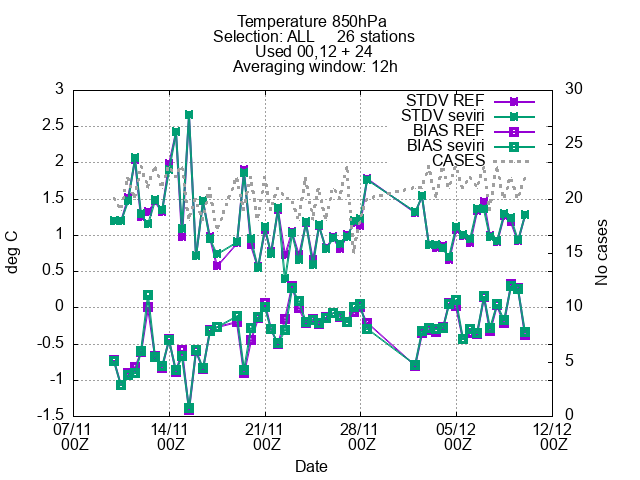 Temperature 850hPa
Selection: ALL 26 stations
Used 00,12 + 24
Averaging window: 12h
3
2.5
2
1.5
1
0.5
0
-0.5
-1
-1.5
deg C
30
25
20
15
10
5
0
No cases
STDV REF
STDV seviri
BIAS REF
BIAS seviri
CASES
07/11 00Z
14/11 00Z
21/11 00Z
28/11 00Z
05/12 00Z
12/12 00Z
Date